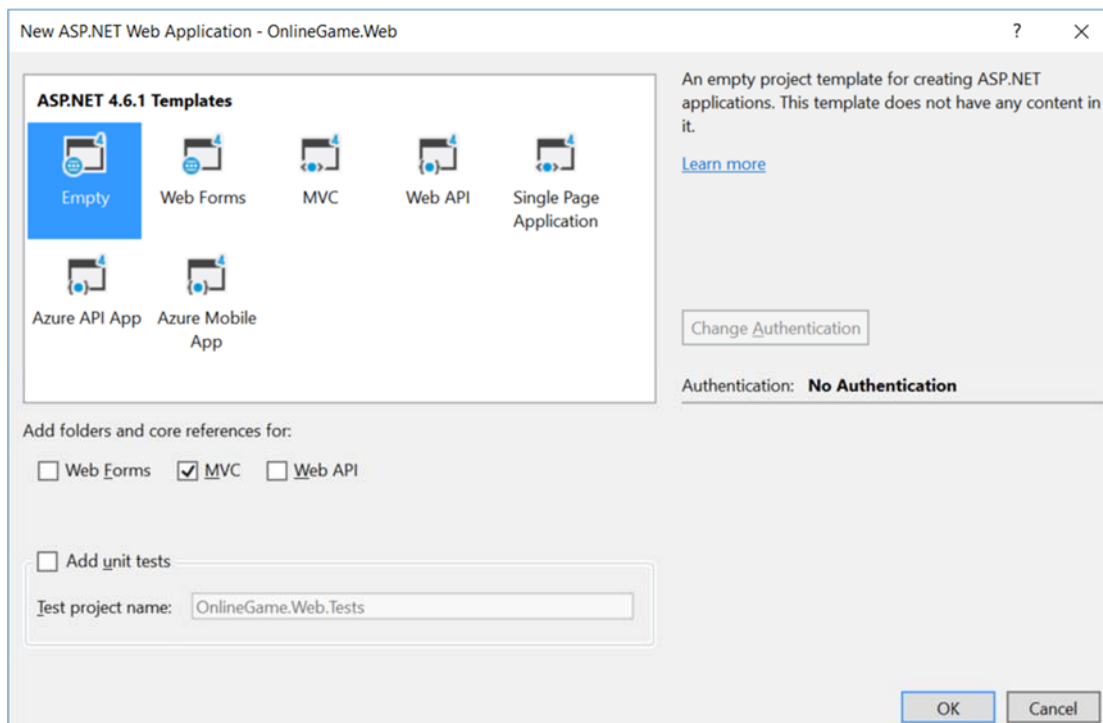 New ASP.NET Web Application - OnlineGame.Web
?
ASP.NET 4.6.1 Templates
Empty
Web Forms
MVC
Web API
Single Page
Application
Azure API App
Azure Mobile
App
An empty project template for creating ASP.NET
applications. This template does not have any content in
it.
Learn more
Change Authentication
Authentication: No Authentication
Add folders and core references for:
Web Forms
MVC
Web API
Add unit tests
Test project name: OnlineGame.Web.Tests
OK
Cancel